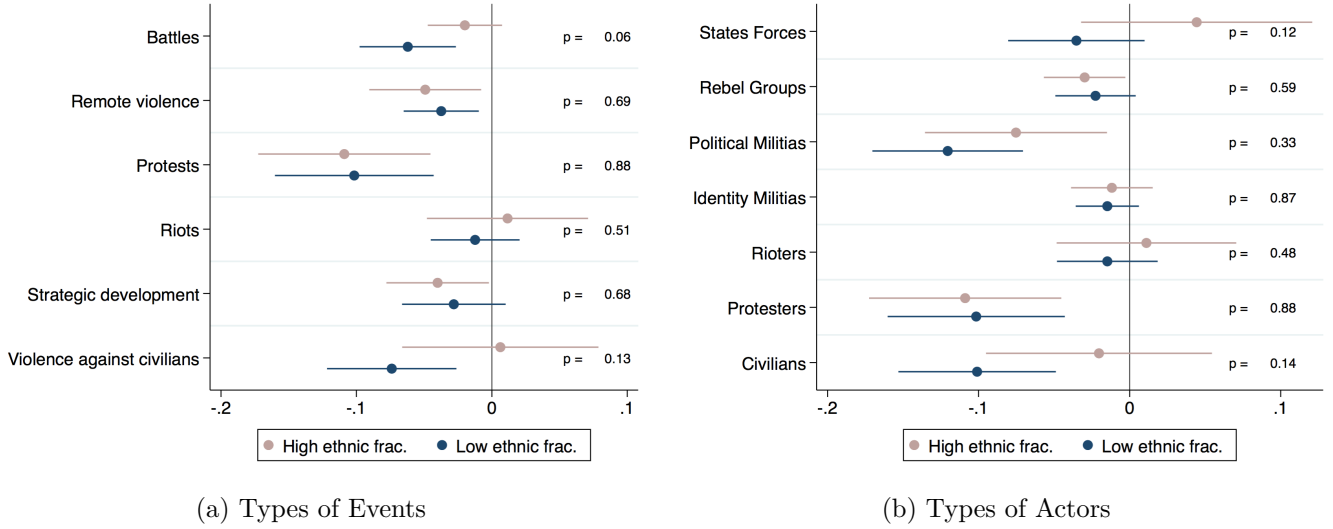 Battles
p = 0.06
Remote violence
p = 0.69
Protests
p = 0.88
Riots
p = 0.51
Strategic development
p = 0.68
Violence against civilians
p = 0.13
-.2 -.1 0 .1
High ethnic frac. Low ethnic frac.
(a) Types of Events
States Forces
p = 0.12
Rebel Groups
p = 0.59
Political Militias
p = 0.33
Identity Militias
p = 0.87
Rioters
p = 0.48
Protesters
p = 0.88
Civilians
p = 0.14
-.2 -.1 0 .1
High ethnic frac. Low ethnic frac.
(b) Types of Actors